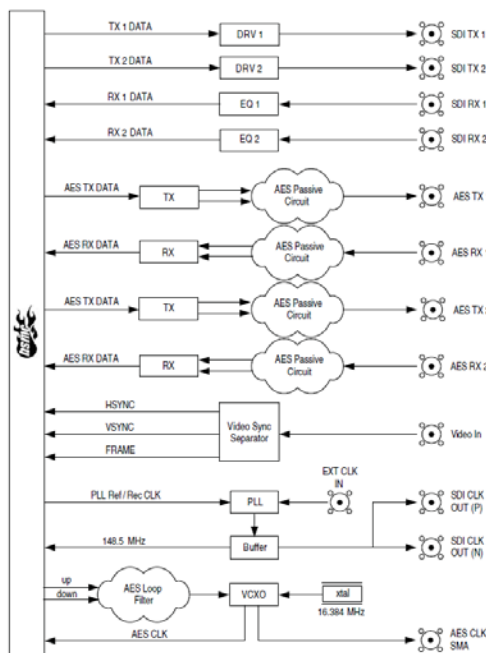 TX 1 DATA
DRV 1
SDI TX 1
TX 2 DATA
DRV 2
SDI TX 2
RX 1 DATA
EQ 1
SDI RX 1
RX 2 DATA
EQ 2
SDI RX 2
AES TX DATA
TX
AES Passive
Circuit
AES TX
AES RX DATA
RX
AES Passive
Circuit
AES RX
AES TX DATA
TX
AES Passive
Circuit
AES TX
AES RX DATA
RX
AES Passive
Circuit
AES RX 2
hsmc
HSYNC
VSYNC
FRAME
Video Sync
Separator
Video In
EXT CLK
IN
PLL Ref / Rec CLK
PLL
SDI CLK
OUT (P)
148.5 MHz
Buffer
SDI CLK
OUT (N)
up
down
AES Loop
Filter
VCXO
xtal
16.384 MHz
AES CLK
AES CLK
SMA